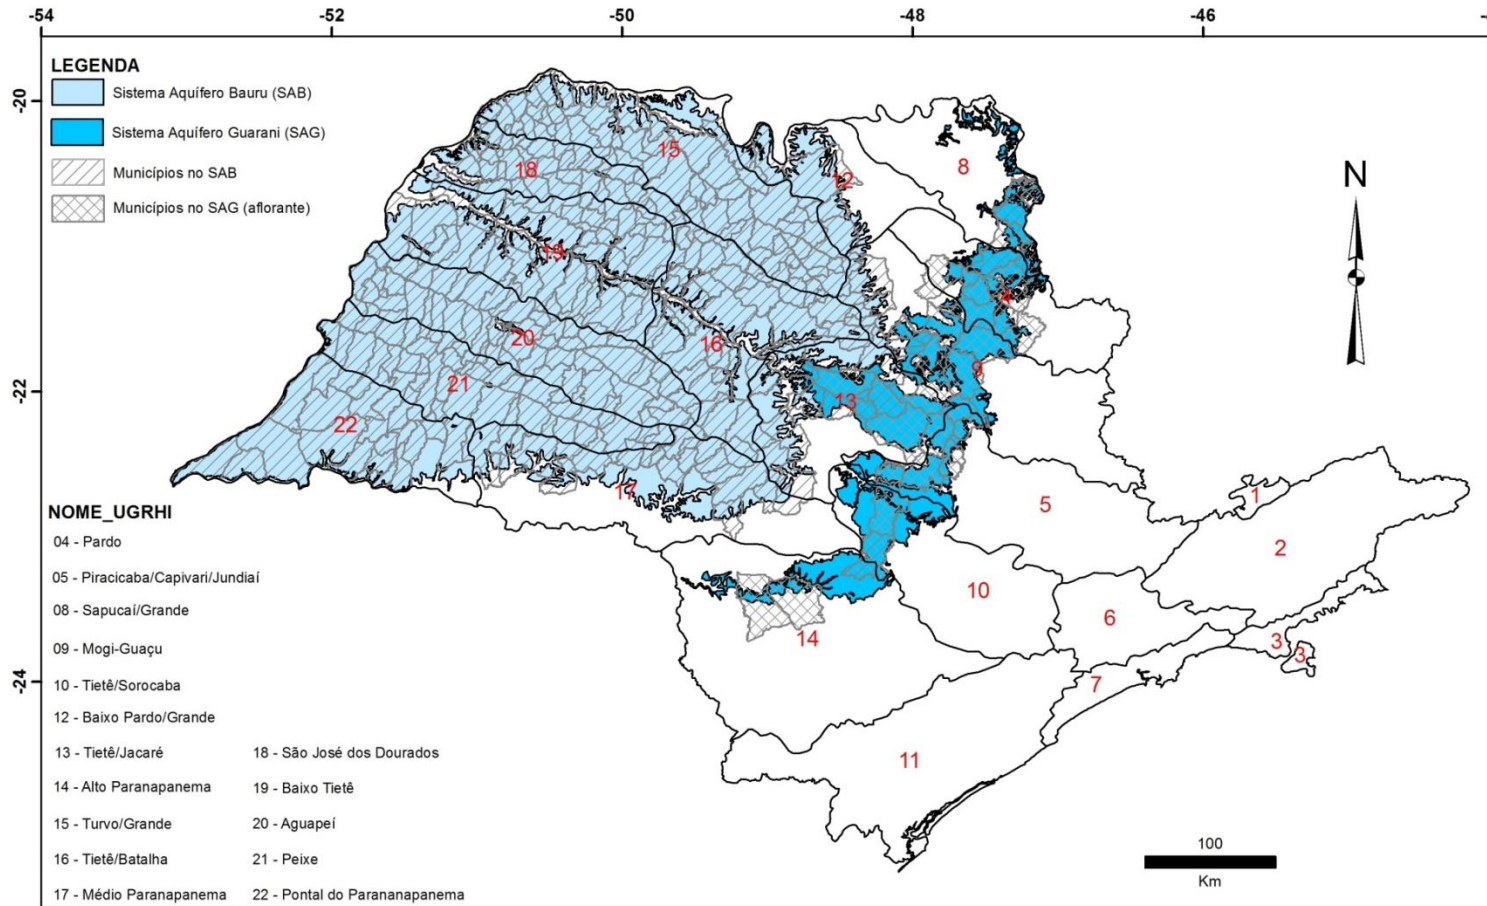 -54
-52
-50
-48
-46
-20
-22
-24
LEGENDA
Sistema Aquífero Bauru (SAB)
Sistema Aquífero Guarani (SAG)
Municípios no SAB
Municípios no SAG (aflorante)
N
15
18
12
8
19
4
20
16
9
21
13
22
17
5
1
2
10
6
14
3
3
7
11
NOME_UGRHI
04 - Pardo
05 - Piracicaba/Capivari/Jundiaí
08 - Sapucaí/Grande
09 - Mogi-Guaçu
10 - Tietê/Sorocaba
12 - Baixo Pardo/Grande
13 - Tietê/Jacaré 18 - São José dos Dourados
14 - Alto Paranapanema 19 - Baixo Tietê
15 - Turvo/Grande 20 - Aguapeí
16 - Tietê/Batalha 21 - Peixe
17 - Médio Paranapanema 22 - Pontal do Parananapanema
100
Km